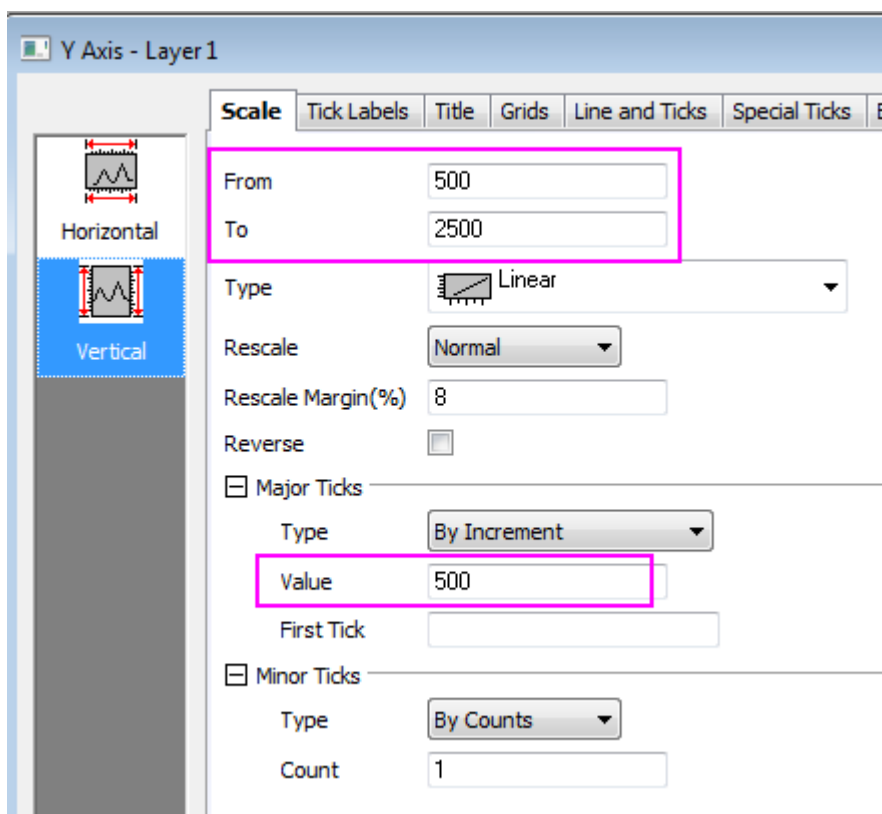 Y Axis - Layer 1
Scale Tick Labels Title Grids Line and Ticks Special Ticks
Horizontal
Vertical
From 500
To 2500
Type Linear
Rescale Normal
Rescale Margin(%) 8
Reverse
Major Ticks
Type By Increment
Value 500
First Tick
Minor Ticks
Type By Counts
Count 1